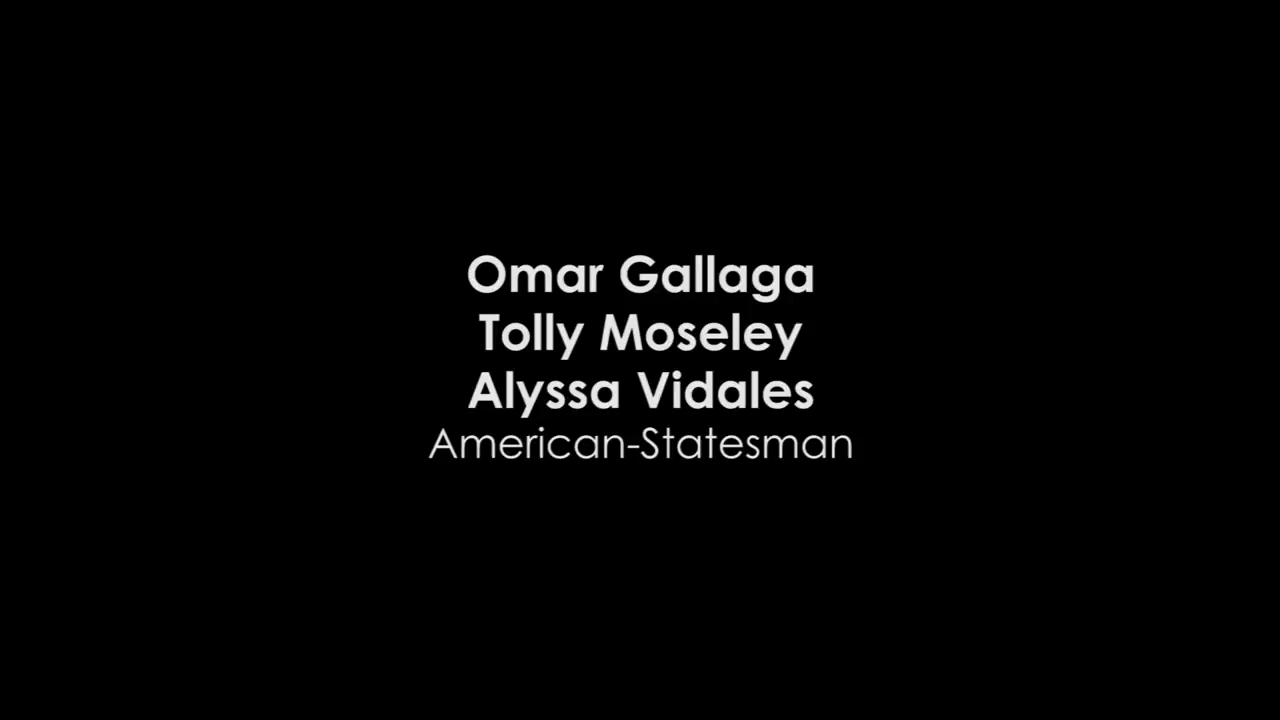 Omar Gallaga
Tolly Moseley
Alyssa Vidales
American-Statesman